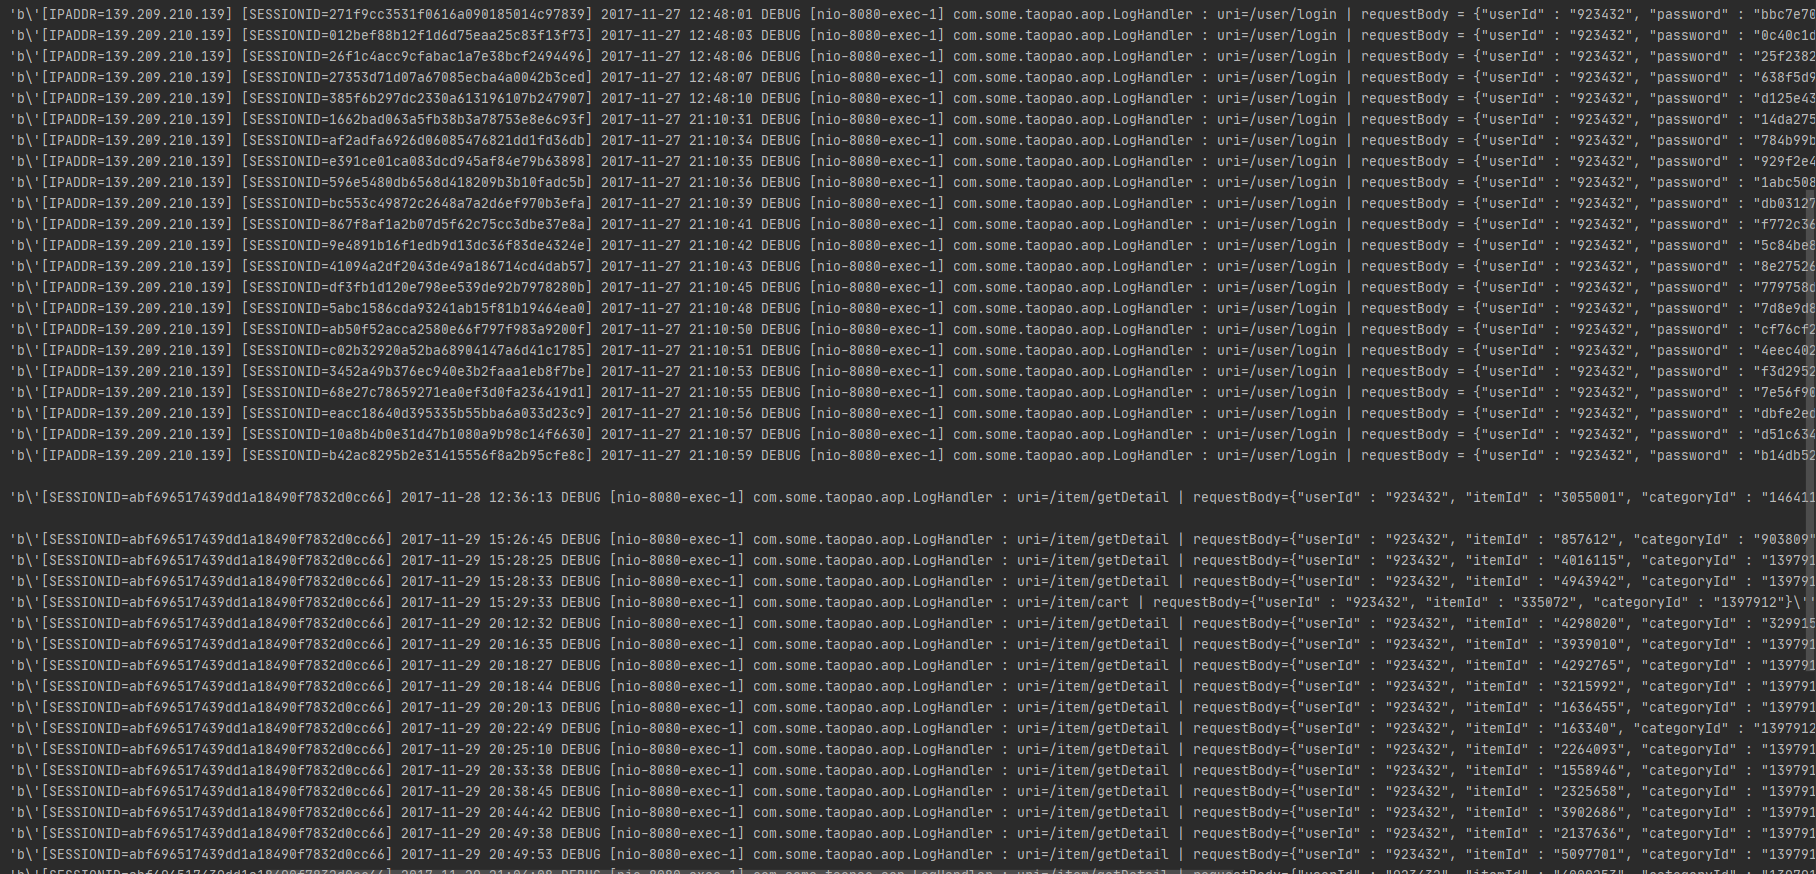 'b\'[IPADDR=139.209.210.139] [SESSIONID=271f9cc3531f0616a090185014c97839] 2017-11-27 12:48:01 DEBUG [nio-8080-exec-1] com.some.taopao.aop.LogHandler : uri=/user/login | requestBody = {"userId" : "923432", "password" : "bbc7e70
'b\'[IPADDR=139.209.210.139] [SESSIONID=012bef88b12f1d6d75eaa25c83f13f73] 2017-11-27 12:48:03 DEBUG [nio-8080-exec-1] com.some.taopao.aop.LogHandler : uri=/user/login | requestBody = {"userId" : "923432", "password" : "0c40c1d
'b\'[IPADDR=139.209.210.139] [SESSIONID=26f1c4acc9cfabac1a7e38bcf2494496] 2017-11-27 12:48:06 DEBUG [nio-8080-exec-1] com.some.taopao.aop.LogHandler : uri=/user/login | requestBody = {"userId" : "923432", "password" : "25f2382
'b\'[IPADDR=139.209.210.139] [SESSIONID=27353d71d07a67085ecba4a0042b3ced] 2017-11-27 12:48:07 DEBUG [nio-8080-exec-1] com.some.taopao.aop.LogHandler : uri=/user/login | requestBody = {"userId" : "923432", "password" : "638f5d9
'b\'[IPADDR=139.209.210.139] [SESSIONID=385f6b297dc2330a613196107b247907] 2017-11-27 12:48:10 DEBUG [nio-8080-exec-1] com.some.taopao.aop.LogHandler : uri=/user/login | requestBody = {"userId" : "923432", "password" : "d125e43
'b\'[IPADDR=139.209.210.139] [SESSIONID=1662bad063a5fb38b3a78753e8e6c93f] 2017-11-27 21:10:31 DEBUG [nio-8080-exec-1] com.some.taopao.aop.LogHandler : uri=/user/login | requestBody = {"userId" : "923432", "password" : "14da275
'b\'[IPADDR=139.209.210.139] [SESSIONID=af2adfa6926d06085476821dd1fd36db] 2017-11-27 21:10:34 DEBUG [nio-8080-exec-1] com.some.taopao.aop.LogHandler : uri=/user/login | requestBody = {"userId" : "923432", "password" : "784b99b
'b\'[IPADDR=139.209.210.139] [SESSIONID=e391ce01ca083dcd945af84e79b63898] 2017-11-27 21:10:35 DEBUG [nio-8080-exec-1] com.some.taopao.aop.LogHandler : uri=/user/login | requestBody = {"userId" : "923432", "password" : "929f2e4
'b\'[IPADDR=139.209.210.139] [SESSIONID=596e5480db6568d418209b3b10fadc5b] 2017-11-27 21:10:36 DEBUG [nio-8080-exec-1] com.some.taopao.aop.LogHandler : uri=/user/login | requestBody = {"userId" : "923432", "password" : "1abc508
'b\'[IPADDR=139.209.210.139] [SESSIONID=bc553c49872c2648a7a2d6ef970b3efa] 2017-11-27 21:10:39 DEBUG [nio-8080-exec-1] com.some.taopao.aop.LogHandler : uri=/user/login | requestBody = {"userId" : "923432", "password" : "db03127
'b\'[IPADDR=139.209.210.139] [SESSIONID=867f8af1a2b07d5f62c75cc3dbe37e8a] 2017-11-27 21:10:41 DEBUG [nio-8080-exec-1] com.some.taopao.aop.LogHandler : uri=/user/login | requestBody = {"userId" : "923432", "password" : "f772c36
'b\'[IPADDR=139.209.210.139] [SESSIONID=9e4891b16f1edb9d13dc36f83de4324e] 2017-11-27 21:10:42 DEBUG [nio-8080-exec-1] com.some.taopao.aop.LogHandler : uri=/user/login | requestBody = {"userId" : "923432", "password" : "5c84be8
'b\'[IPADDR=139.209.210.139] [SESSIONID=41094a2df2043de49a186714cd4dab57] 2017-11-27 21:10:43 DEBUG [nio-8080-exec-1] com.some.taopao.aop.LogHandler : uri=/user/login | requestBody = {"userId" : "923432", "password" : "8e27526
'b\'[IPADDR=139.209.210.139] [SESSIONID=df3fb1d120e798ee539de92b7978280b] 2017-11-27 21:10:45 DEBUG [nio-8080-exec-1] com.some.taopao.aop.LogHandler : uri=/user/login | requestBody = {"userId" : "923432", "password" : "779758c
'b\'[IPADDR=139.209.210.139] [SESSIONID=5abc1586cda93241ab15f81b19464ea0] 2017-11-27 21:10:48 DEBUG [nio-8080-exec-1] com.some.taopao.aop.LogHandler : uri=/user/login | requestBody = {"userId" : "923432", "password" : "7d8e9d8
'b\'[IPADDR=139.209.210.139] [SESSIONID=ab50f52acca2580e66f797f983a9200f] 2017-11-27 21:10:50 DEBUG [nio-8080-exec-1] com.some.taopao.aop.LogHandler : uri=/user/login | requestBody = {"userId" : "923432", "password" : "cf76cf2
'b\'[IPADDR=139.209.210.139] [SESSIONID=c02b32920a52ba68904147a6d41c1785] 2017-11-27 21:10:51 DEBUG [nio-8080-exec-1] com.some.taopao.aop.LogHandler : uri=/user/login | requestBody = {"userId" : "923432", "password" : "4eec402
'b\'[IPADDR=139.209.210.139] [SESSIONID=3452a49b376ec940e3b2faaa1eb8f7be] 2017-11-27 21:10:53 DEBUG [nio-8080-exec-1] com.some.taopao.aop.LogHandler : uri=/user/login | requestBody = {"userId" : "923432", "password" : "f3d2952
'b\'[IPADDR=139.209.210.139] [SESSIONID=68e27c78659271ea0ef3d0fa236419d1] 2017-11-27 21:10:55 DEBUG [nio-8080-exec-1] com.some.taopao.aop.LogHandler : uri=/user/login | requestBody = {"userId" : "923432", "password" : "7e56f90
'b\'[IPADDR=139.209.210.139] [SESSIONID=eacc18640d395335b55bba6a033d23c9] 2017-11-27 21:10:56 DEBUG [nio-8080-exec-1] com.some.taopao.aop.LogHandler : uri=/user/login | requestBody = {"userId" : "923432", "password" : "dbfe2ec
'b\'[IPADDR=139.209.210.139] [SESSIONID=10a8b4b0e31d47b1080a9b98c14f6630] 2017-11-27 21:10:57 DEBUG [nio-8080-exec-1] com.some.taopao.aop.LogHandler : uri=/user/login | requestBody = {"userId" : "923432", "password" : "d51c634
'b\'[IPADDR=139.209.210.139] [SESSIONID=b42ac8295b2e31415556f8a2b95cfe8c] 2017-11-27 21:10:59 DEBUG [nio-8080-exec-1] com.some.taopao.aop.LogHandler : uri=/user/login | requestBody = {"userId" : "923432", "password" : "b14db52
'b\'[SESSIONID=abf696517439dd1a18490f7832d0cc66] 2017-11-28 12:36:13 DEBUG [nio-8080-exec-1] com.some.taopao.aop.LogHandler : uri=/item/getDetail | requestBody={"userId" : "923432", "itemId" : "3055001", "categoryId" : "146411
'b\'[SESSIONID=abf696517439dd1a18490f7832d0cc66] 2017-11-29 15:26:45 DEBUG [nio-8080-exec-1] com.some.taopao.aop.LogHandler : uri=/item/getDetail | requestBody={"userId" : "923432", "itemId" : "857612", "categoryId" : "903809"
'b\'[SESSIONID=abf696517439dd1a18490f7832d0cc66] 2017-11-29 15:28:25 DEBUG [nio-8080-exec-1] com.some.taopao.aop.LogHandler : uri=/item/getDetail | requestBody={"userId" : "923432", "itemId" : "4016115", "categoryId" : "139791
'b\'[SESSIONID=abf696517439dd1a18490f7832d0cc66] 2017-11-29 15:28:33 DEBUG [nio-8080-exec-1] com.some.taopao.aop.LogHandler : uri=/item/getDetail | requestBody={"userId" : "923432", "itemId" : "4943942", "categoryId" : "139791
'b\'[SESSIONID=abf696517439dd1a18490f7832d0cc66] 2017-11-29 15:29:33 DEBUG [nio-8080-exec-1] com.some.taopao.aop.LogHandler : uri=/item/cart | requestBody={"userId" : "923432", "itemId" : "335072", "categoryId" : "1397912"}\''
'b\'[SESSIONID=abf696517439dd1a18490f7832d0cc66] 2017-11-29 20:12:32 DEBUG [nio-8080-exec-1] com.some.taopao.aop.LogHandler : uri=/item/getDetail | requestBody={"userId" : "923432", "itemId" : "4298020", "categoryId" : "329915
'b\'[SESSIONID=abf696517439dd1a18490f7832d0cc66] 2017-11-29 20:16:35 DEBUG [nio-8080-exec-1] com.some.taopao.aop.LogHandler : uri=/item/getDetail | requestBody={"userId" : "923432", "itemId" : "3939010", "categoryId" : "139791
'b\'[SESSIONID=abf696517439dd1a18490f7832d0cc66] 2017-11-29 20:18:27 DEBUG [nio-8080-exec-1] com.some.taopao.aop.LogHandler : uri=/item/getDetail | requestBody={"userId" : "923432", "itemId" : "4292765", "categoryId" : "139791
'b\'[SESSIONID=abf696517439dd1a18490f7832d0cc66] 2017-11-29 20:18:44 DEBUG [nio-8080-exec-1] com.some.taopao.aop.LogHandler : uri=/item/getDetail | requestBody={"userId" : "923432", "itemId" : "3215992", "categoryId" : "139791
'b\'[SESSIONID=abf696517439dd1a18490f7832d0cc66] 2017-11-29 20:20:13 DEBUG [nio-8080-exec-1] com.some.taopao.aop.LogHandler : uri=/item/getDetail | requestBody={"userId" : "923432", "itemId" : "1636455", "categoryId" : "139791
'b\'[SESSIONID=abf696517439dd1a18490f7832d0cc66] 2017-11-29 20:22:49 DEBUG [nio-8080-exec-1] com.some.taopao.aop.LogHandler : uri=/item/getDetail | requestBody={"userId" : "923432", "itemId" : "163340", "categoryId" : "1397912
'b\'[SESSIONID=abf696517439dd1a18490f7832d0cc66] 2017-11-29 20:25:10 DEBUG [nio-8080-exec-1] com.some.taopao.aop.LogHandler : uri=/item/getDetail | requestBody={"userId" : "923432", "itemId" : "2264093", "categoryId" : "139791
'b\'[SESSIONID=abf696517439dd1a18490f7832d0cc66] 2017-11-29 20:33:38 DEBUG [nio-8080-exec-1] com.some.taopao.aop.LogHandler : uri=/item/getDetail | requestBody={"userId" : "923432", "itemId" : "1558946", "categoryId" : "139791
'b\'[SESSIONID=abf696517439dd1a18490f7832d0cc66] 2017-11-29 20:38:45 DEBUG [nio-8080-exec-1] com.some.taopao.aop.LogHandler : uri=/item/getDetail | requestBody={"userId" : "923432", "itemId" : "2325658", "categoryId" : "139791
'b\'[SESSIONID=abf696517439dd1a18490f7832d0cc66] 2017-11-29 20:44:42 DEBUG [nio-8080-exec-1] com.some.taopao.aop.LogHandler : uri=/item/getDetail | requestBody={"userId" : "923432", "itemId" : "3902686", "categoryId" : "139791
'b\'[SESSIONID=abf696517439dd1a18490f7832d0cc66] 2017-11-29 20:49:38 DEBUG [nio-8080-exec-1] com.some.taopao.aop.LogHandler : uri=/item/getDetail | requestBody={"userId" : "923432", "itemId" : "2137636", "categoryId" : "139791
'b\'[SESSIONID=abf696517439dd1a18490f7832d0cc66] 2017-11-29 20:49:53 DEBUG [nio-8080-exec-1] com.some.taopao.aop.LogHandler : uri=/item/getDetail | requestBody={"userId" : "923432", "itemId" : "5097701", "categoryId" : "139791